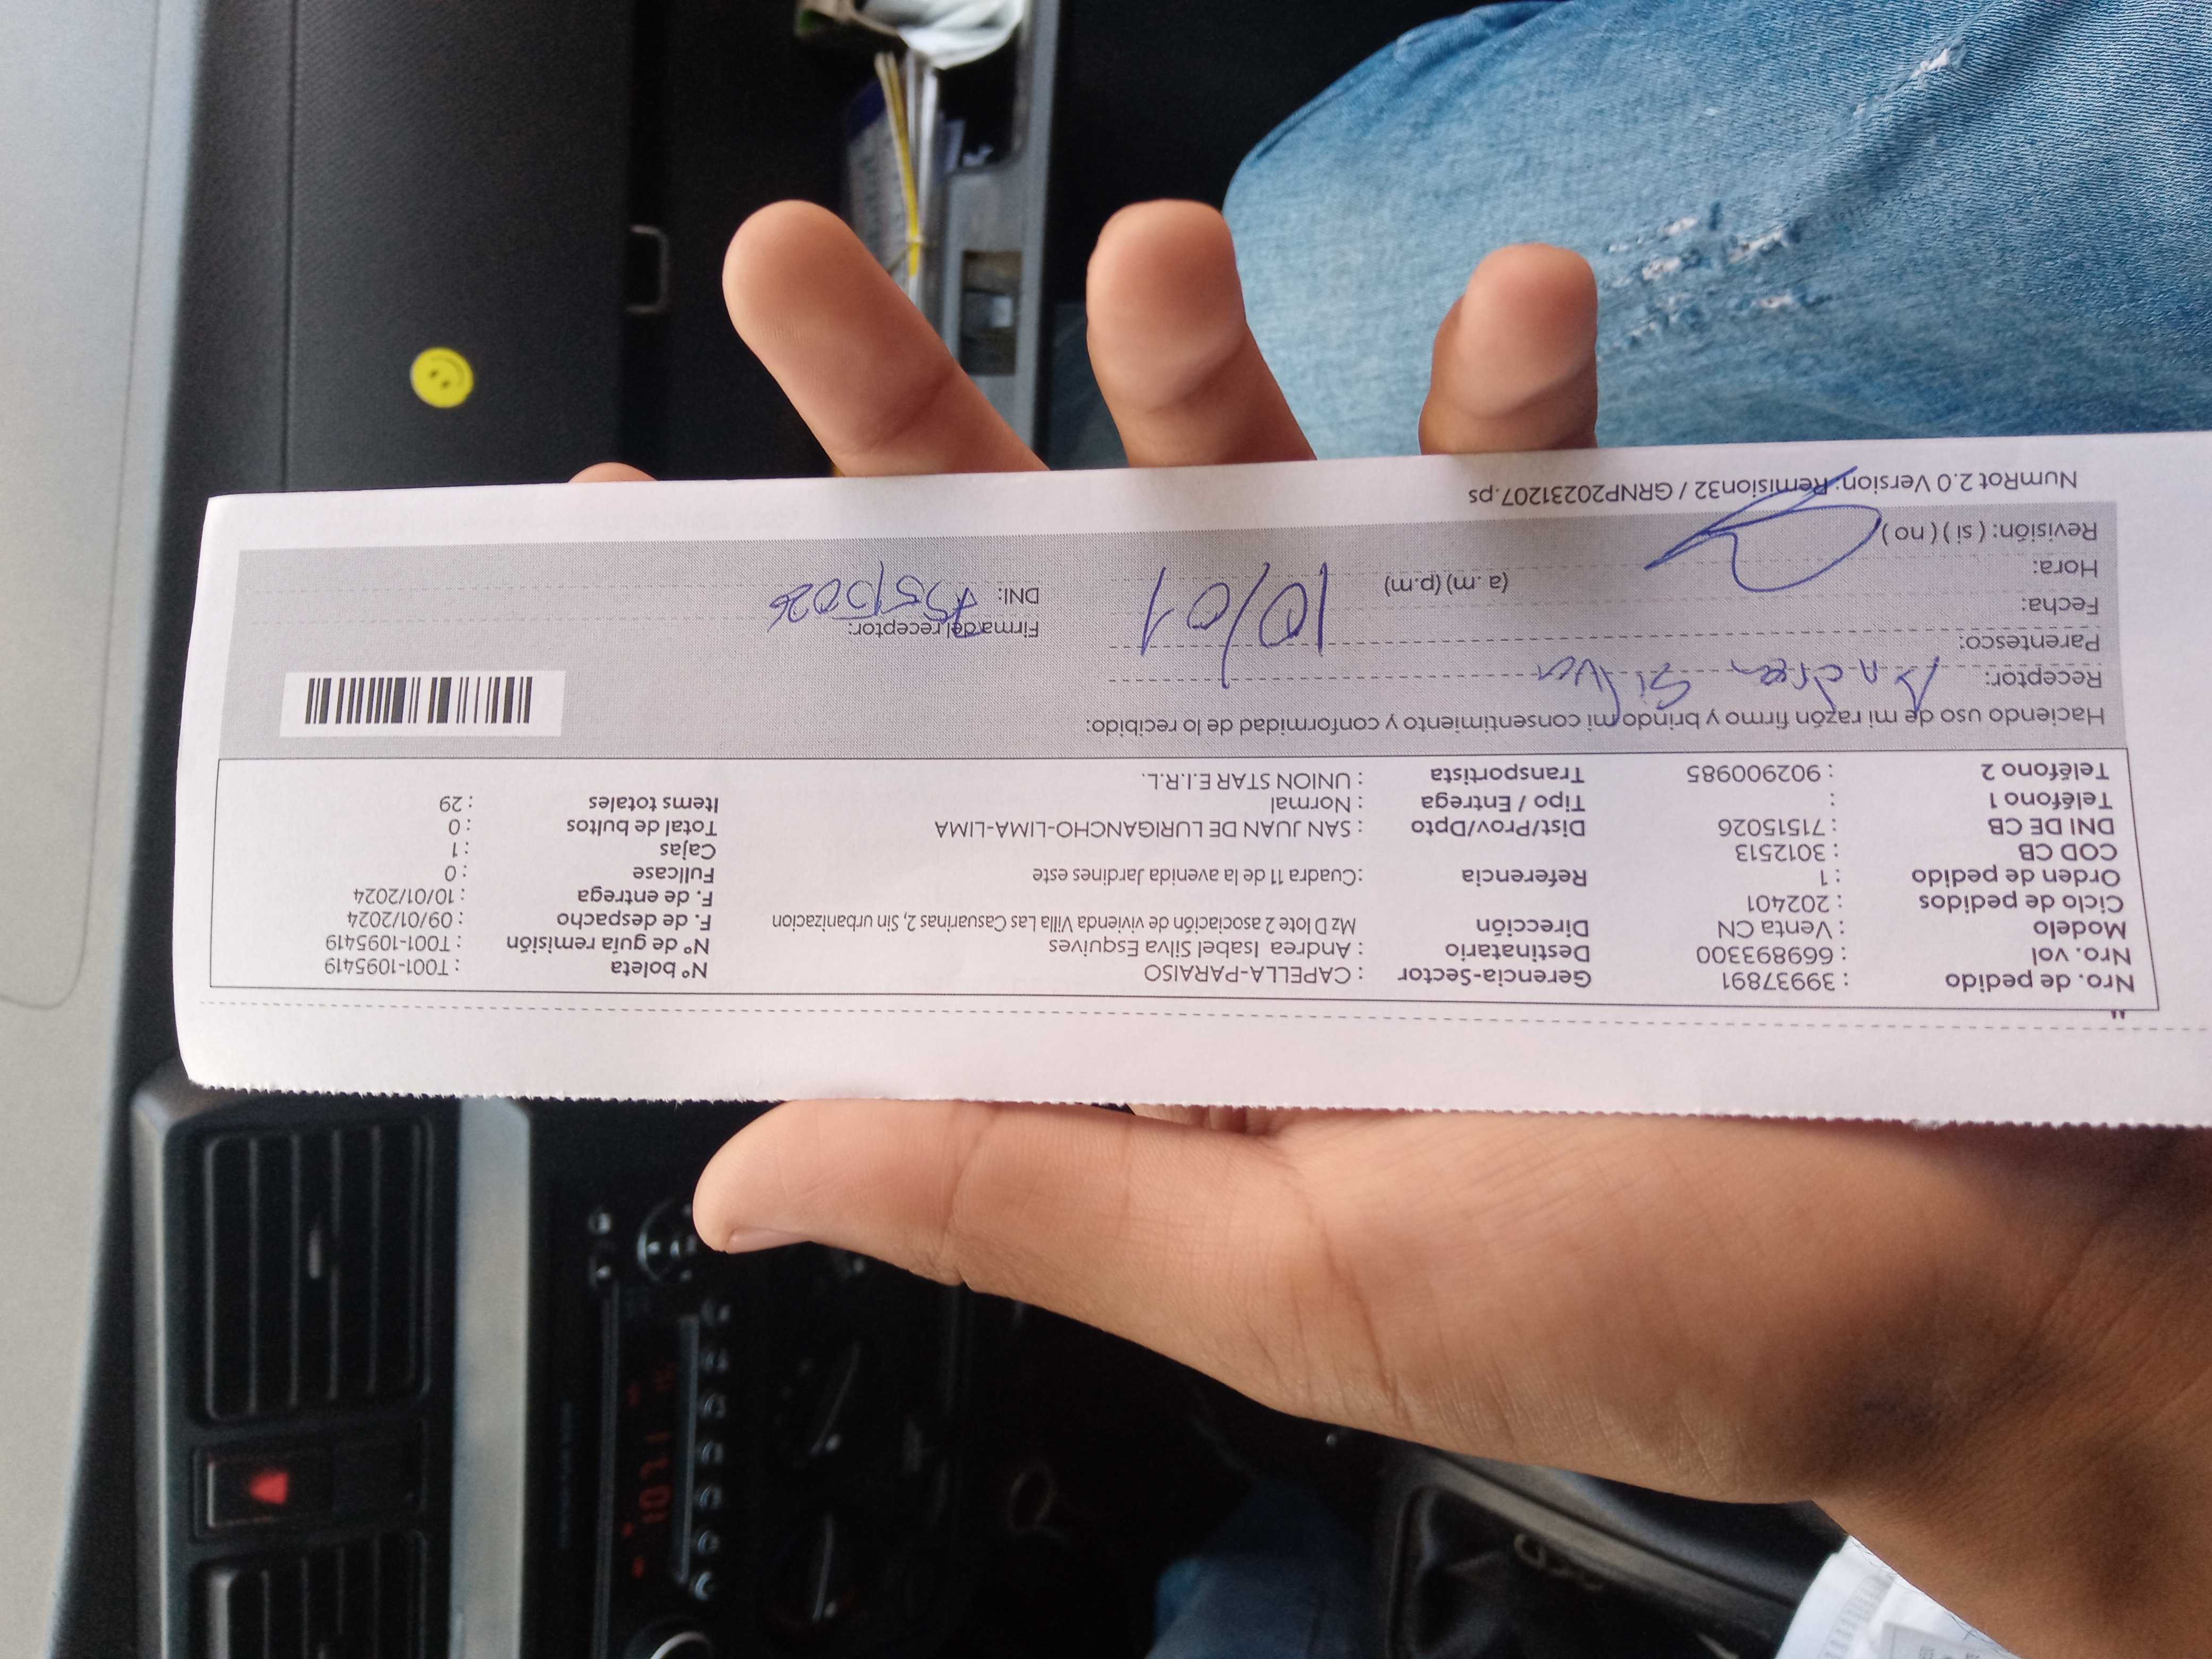 Nro. de pedido : 39937891 Gerencia-Sector : CAPELLA-PARAISO N° boleta : T001-1095419
Nro. vol : 669893300 Destinatario : Andrea Isabel Silva Esquives N° de guía remisión : T001-1095419
Modelo : Venta CN Dirección Mz D lote 2 asociación de vivienda Villa Las Casuarinas 2, Sin urbanizacion F. de despacho : 09/01/2024
Ciclo de pedidos : 202401 F. de entrega : 10/01/2024
Orden de pedido : 1 Referencia : Cuadra 11 de la avenida Jardines este Fullcase : 0
COD CB : 3012513 Cajas : 1
DNI DE CB : 71515026 Dist/Prov/Dpto : SAN JUAN DE LURIGANCHO-LIMA-LIMA Total de bultos : 0
Teléfono 1 : Tipo / Entrega : Normal Items totales : 29
Teléfono 2 : 902900985 Transportista : UNION STAR E.I.R.L.
Haciendo uso de mi razón firmo y brindo mi consentimiento y conformidad de lo recibido:
Receptor: Andrea Silva
Parentesco:
Firma del receptor:
Fecha: 10/01
DNI:
Hora: (a. m) (p.m)
Revisión: ( si ) ( no )
NumRot 2.0 Version: Remision32 / GRNP20231207.ps